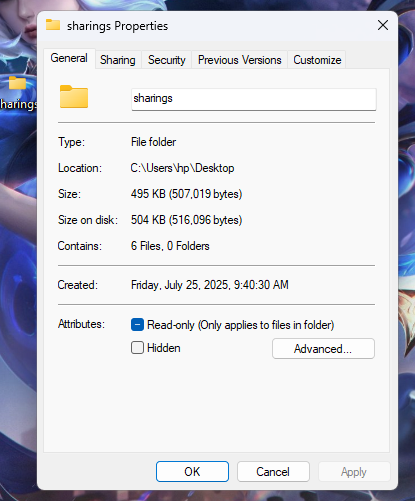 sharings Properties
General Sharing Security Previous Versions Customize
sharings
sharings
Type: File folder
Location: C:\Users\hp\Desktop
Size: 495 KB (507,019 bytes)
Size on disk: 504 KB (516,096 bytes)
Contains: 6 Files, 0 Folders
Created: Friday, July 25, 2025, 9:40:30 AM
Attributes: Read-only (Only applies to files in folder)
Hidden Advanced...
OK Cancel Apply